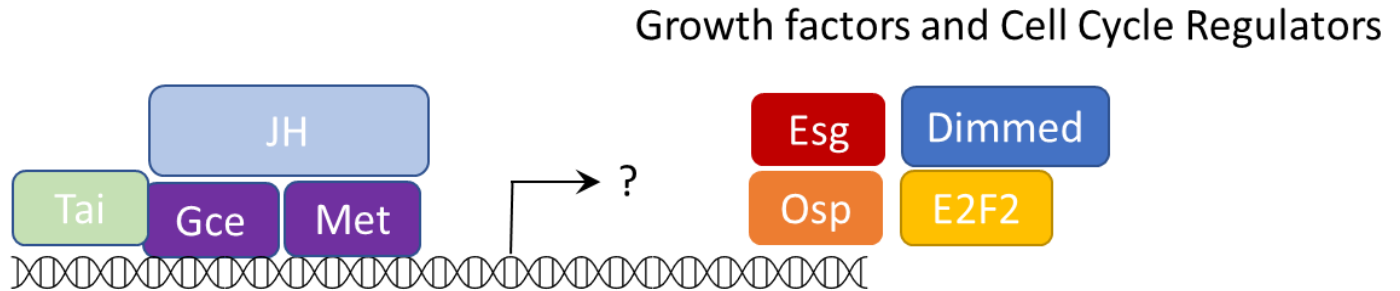 Growth factors and Cell Cycle Regulators
JH
Esg
Dimmed
Tai
Gce
Met
?
Osp
E2F2